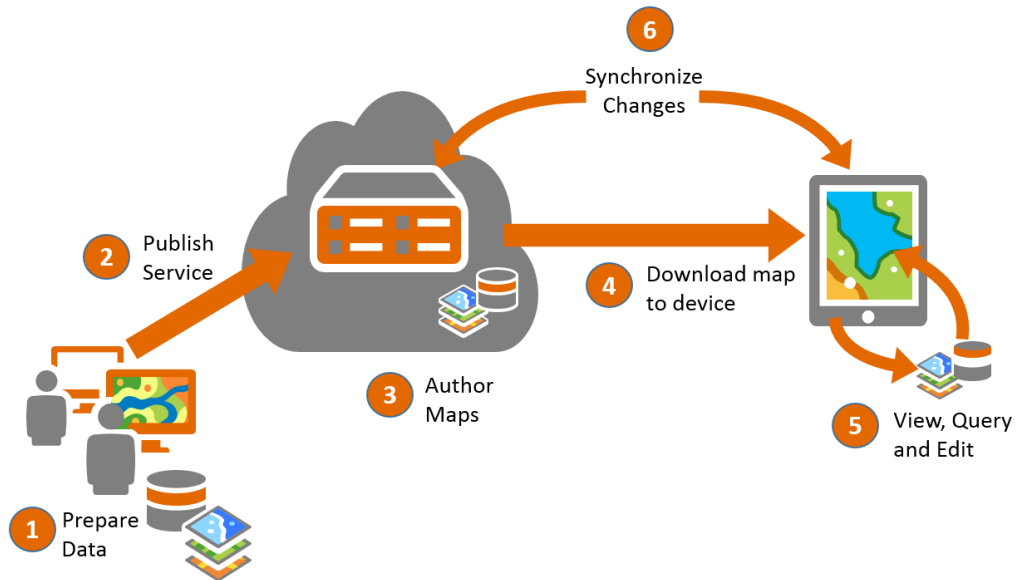 1
Prepare
Data
2
Publish
Service
3
Author
Maps
4
Download map
to device
5
View, Query
and Edit
6
Synchronize
Changes